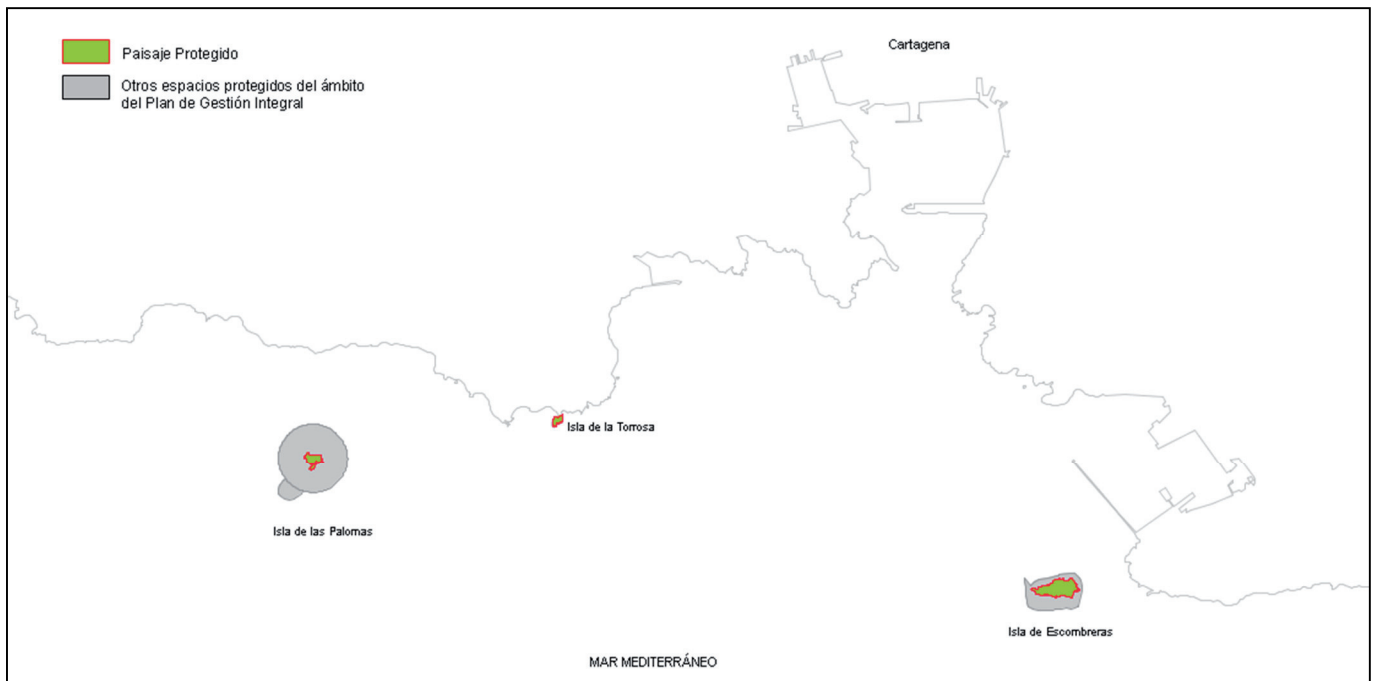 Paisaje Protegido
Otros espacios protegidos del ámbito
del Plan de Gestión Integral
Cartagena
Isla de la Torrosa
Isla de las Palomas
Isla de Escombreras
MAR MEDITERRÁNEO